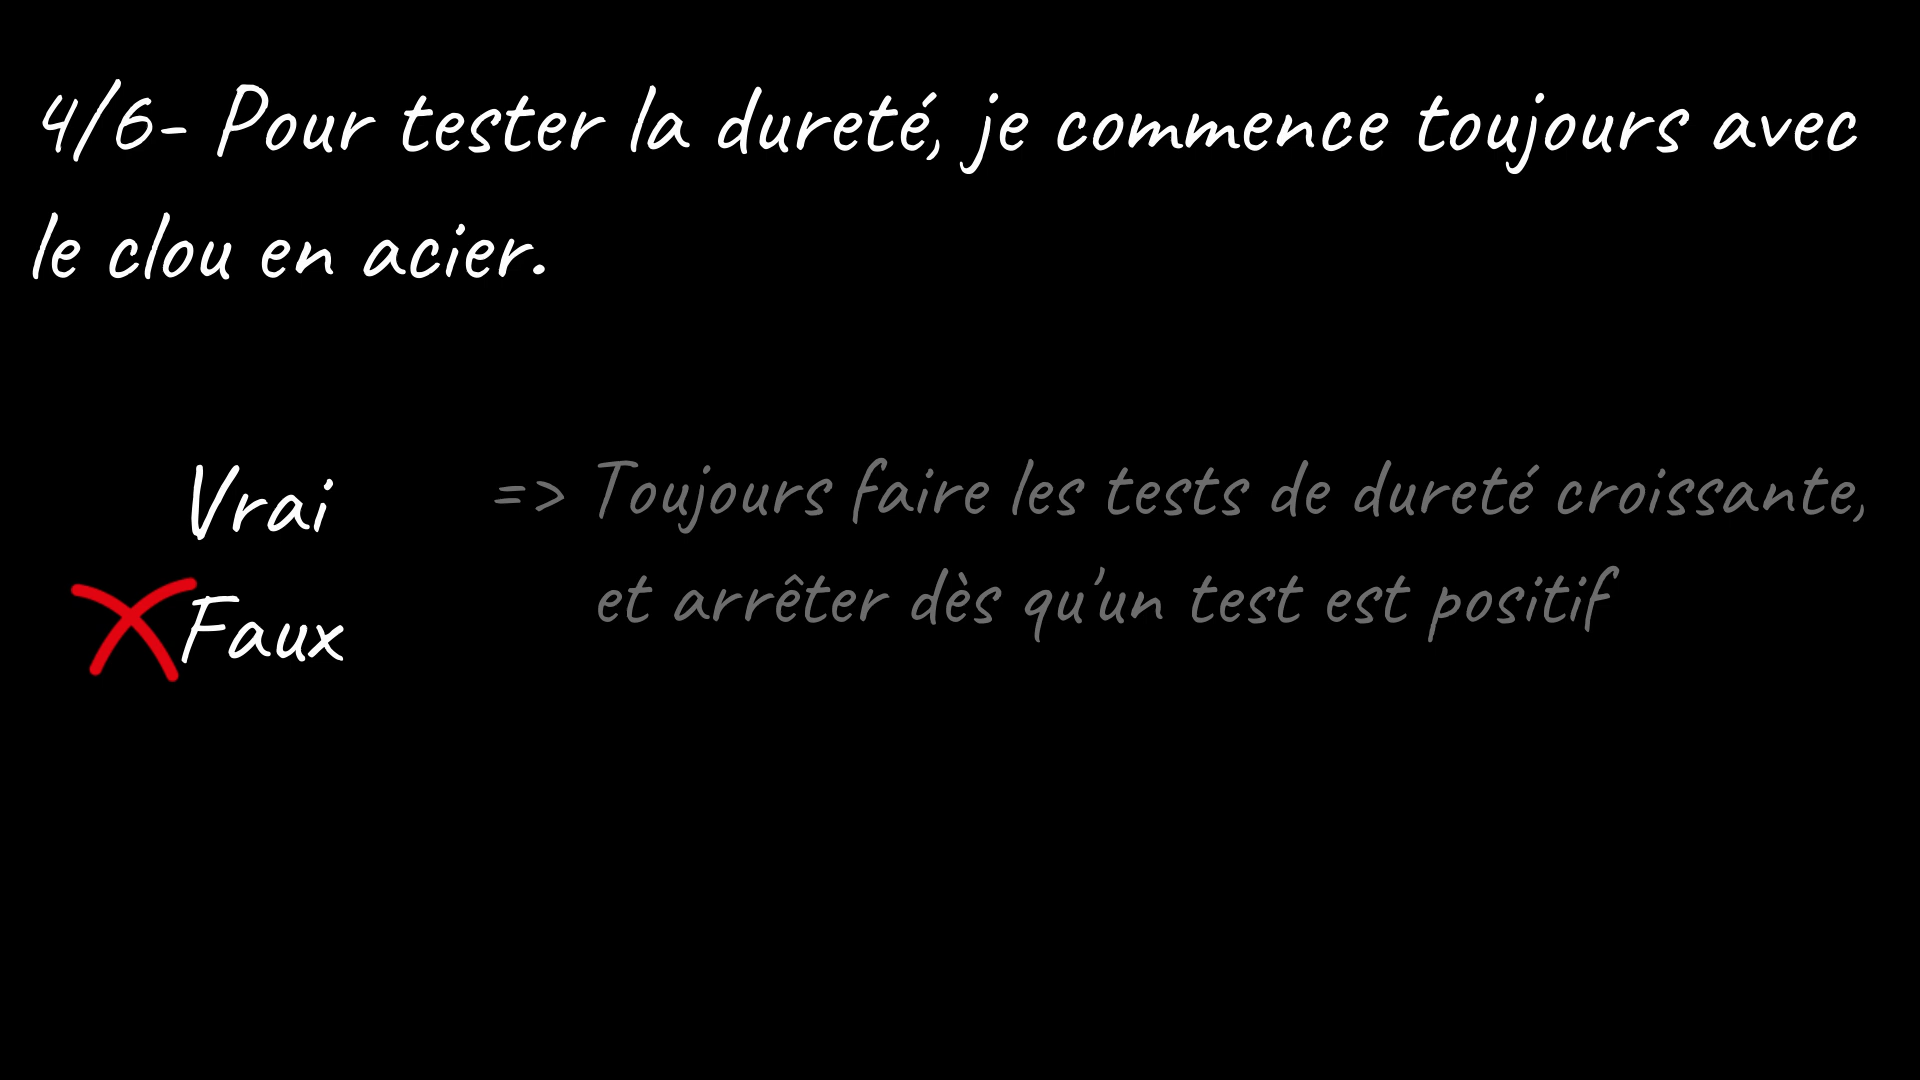 4/6- Pour tester la dureté, je commence toujours avec
le clou en acier.
Vrai
=> Toujours faire les tests de dureté croissante,
et arrêter dès qu'un test est positif
Faux